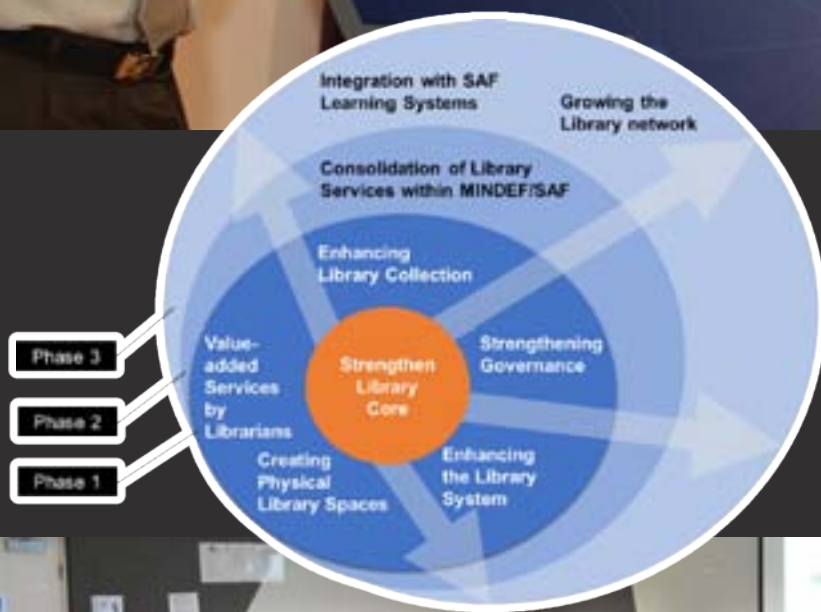 Integration with SAF
Learning Systems
Growing the
Library network
Consolidation of Library
Services within MINDEF/SAF
Enhancing
Library Collection
Value-
added
Services
by
Librarians
Strengthen
Library
Core
Strengthening
Governance
Creating
Physical
Library Spaces
Enhancing
the Library
System
Phase 3
Phase 2
Phase 1